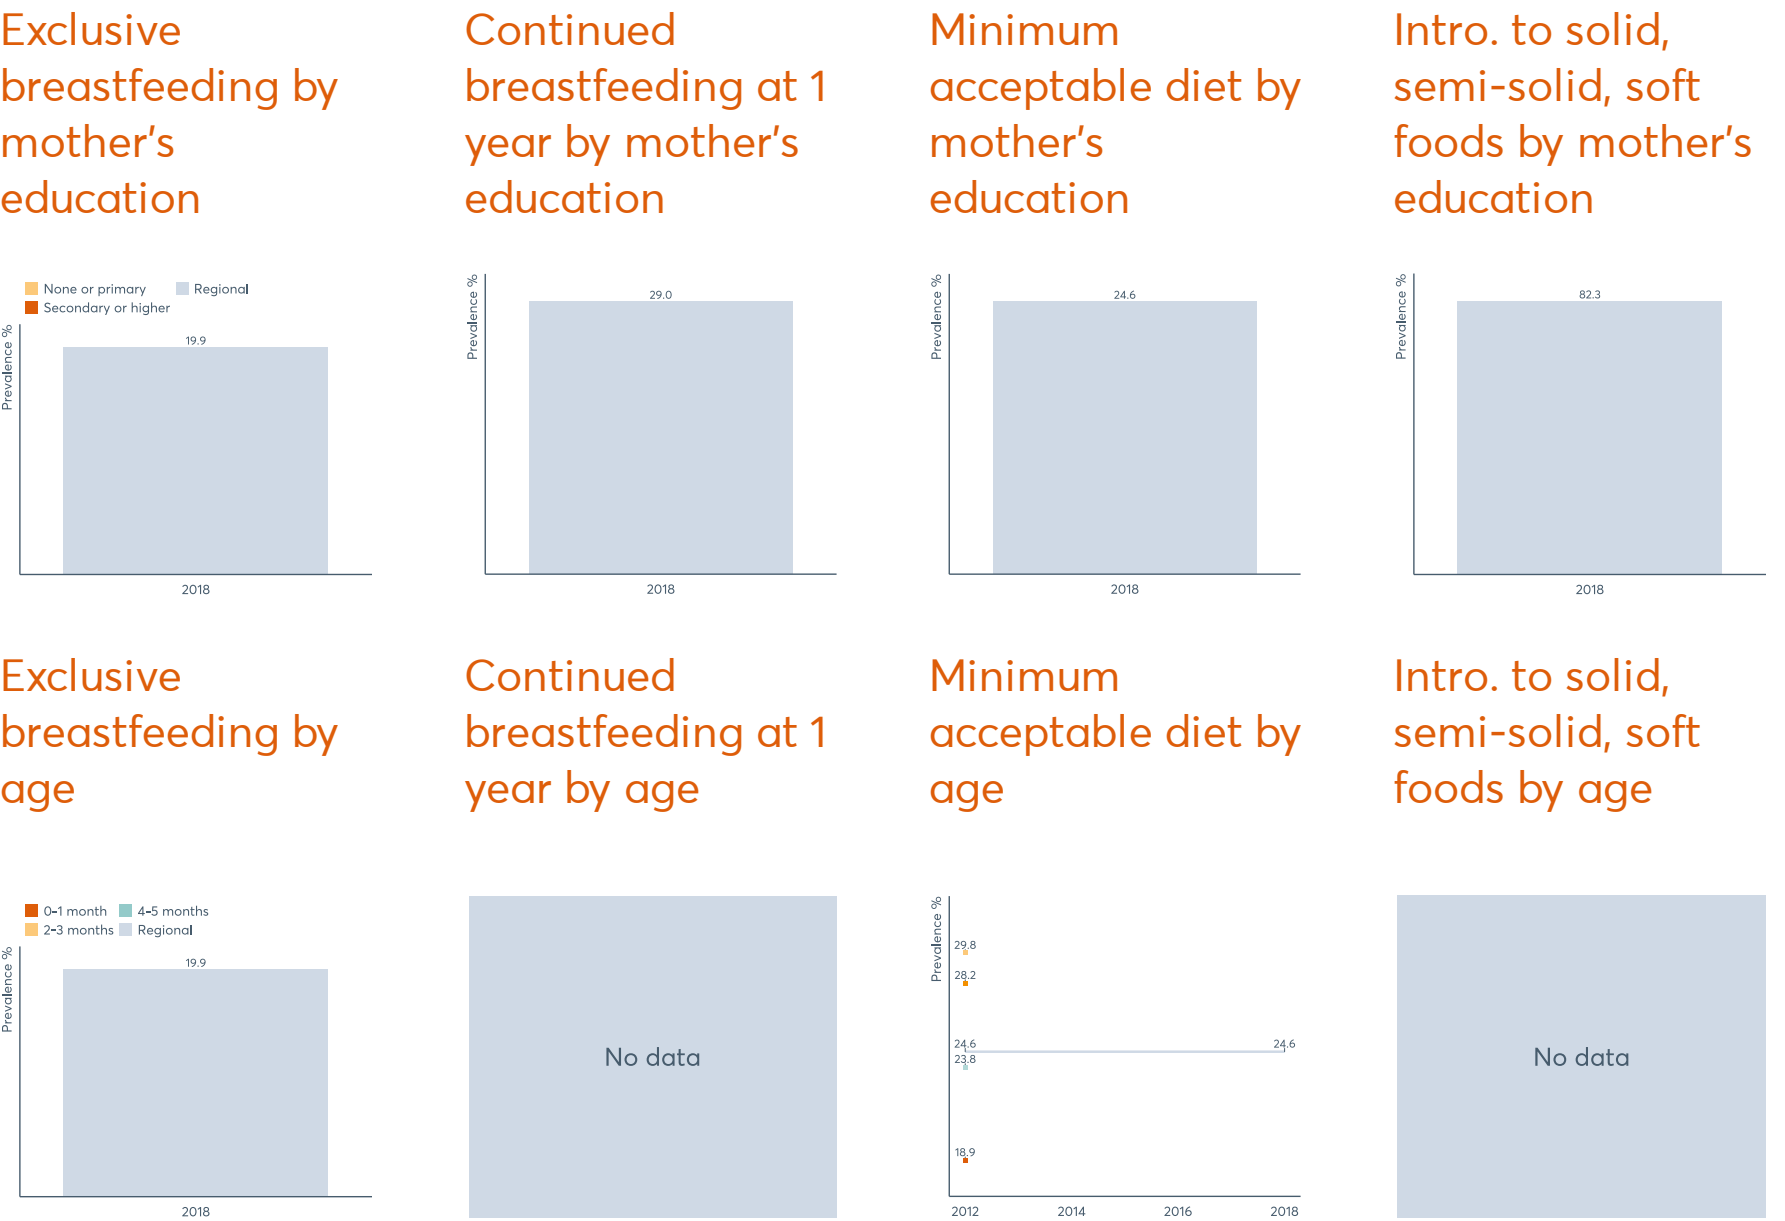 Exclusive
breastfeeding by
mother's
education
Prevalence %
None or primary
Regional
Secondary or higher
19.9
2018
Continued
breastfeeding at 1
year by mother's
education
Prevalence %
29.0
2018
Minimum
acceptable diet by
mother's
education
Prevalence %
24.6
2018
Intro. to solid,
semi-solid, soft
foods by mother's
education
Prevalence %
82.3
2018
Exclusive
breastfeeding by
age
Prevalence %
0-1 month
4-5 months
2-3 months
Regional
19.9
2018
Continued
breastfeeding at 1
year by age
No data
Minimum
acceptable diet by
age
Prevalence %
29.8
28.2
24.6
24.6
23.8
18.9
2012
2014
2016
2018
Intro. to solid,
semi-solid, soft
foods by age
No data